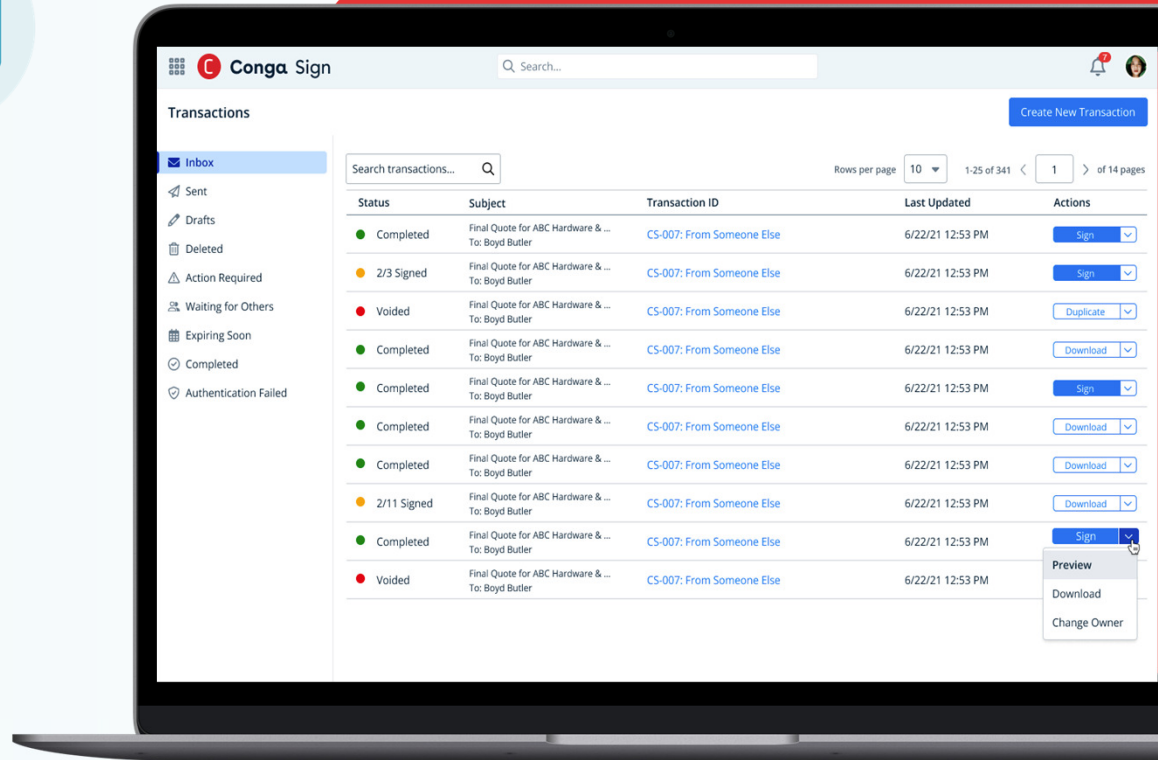 Conga Sign
Search...
7
Transactions
Create New Transaction
Inbox
Sent
Drafts
Deleted
Action Required
Waiting for Others
Expiring Soon
Completed
Authentication Failed
Search transactions...
Rows per page 10 1-25 of 341 1 of 14 pages
Status Subject Transaction ID Last Updated Actions
Completed Final Quote for ABC Hardware & ... CS-007: From Someone Else 6/22/21 12:53 PM Sign
To: Boyd Butler
2/3 Signed Final Quote for ABC Hardware & ... CS-007: From Someone Else 6/22/21 12:53 PM Sign
To: Boyd Butler
Voided Final Quote for ABC Hardware & ... CS-007: From Someone Else 6/22/21 12:53 PM Duplicate
To: Boyd Butler
Completed Final Quote for ABC Hardware & ... CS-007: From Someone Else 6/22/21 12:53 PM Download
To: Boyd Butler
Completed Final Quote for ABC Hardware & ... CS-007: From Someone Else 6/22/21 12:53 PM Sign
To: Boyd Butler
Completed Final Quote for ABC Hardware & ... CS-007: From Someone Else 6/22/21 12:53 PM Download
To: Boyd Butler
Completed Final Quote for ABC Hardware & ... CS-007: From Someone Else 6/22/21 12:53 PM Download
To: Boyd Butler
2/11 Signed Final Quote for ABC Hardware & ... CS-007: From Someone Else 6/22/21 12:53 PM Download
To: Boyd Butler
Completed Final Quote for ABC Hardware & ... CS-007: From Someone Else 6/22/21 12:53 PM Sign
To: Boyd Butler
Voided Final Quote for ABC Hardware & ... CS-007: From Someone Else 6/22/21 12:53 PM
To: Boyd Butler
Preview
Download
Change Owner